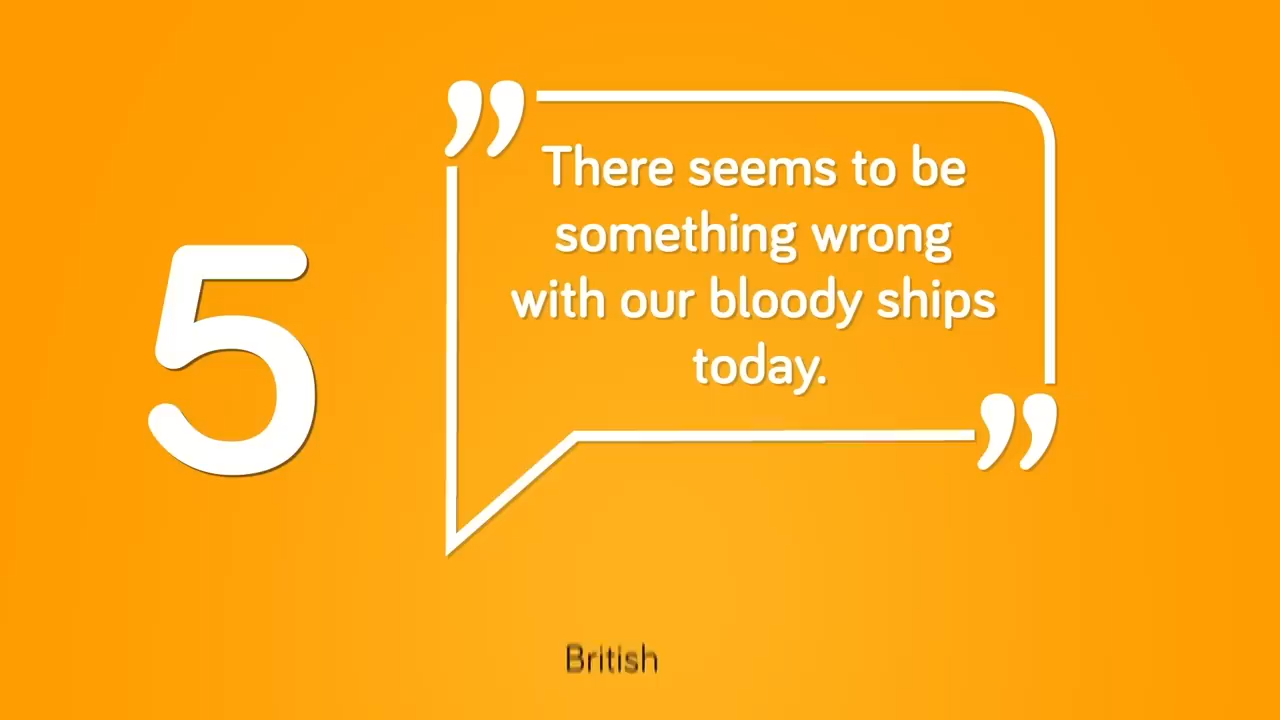 5
” There seems to be
something wrong
with our bloody ships
today. ”
British